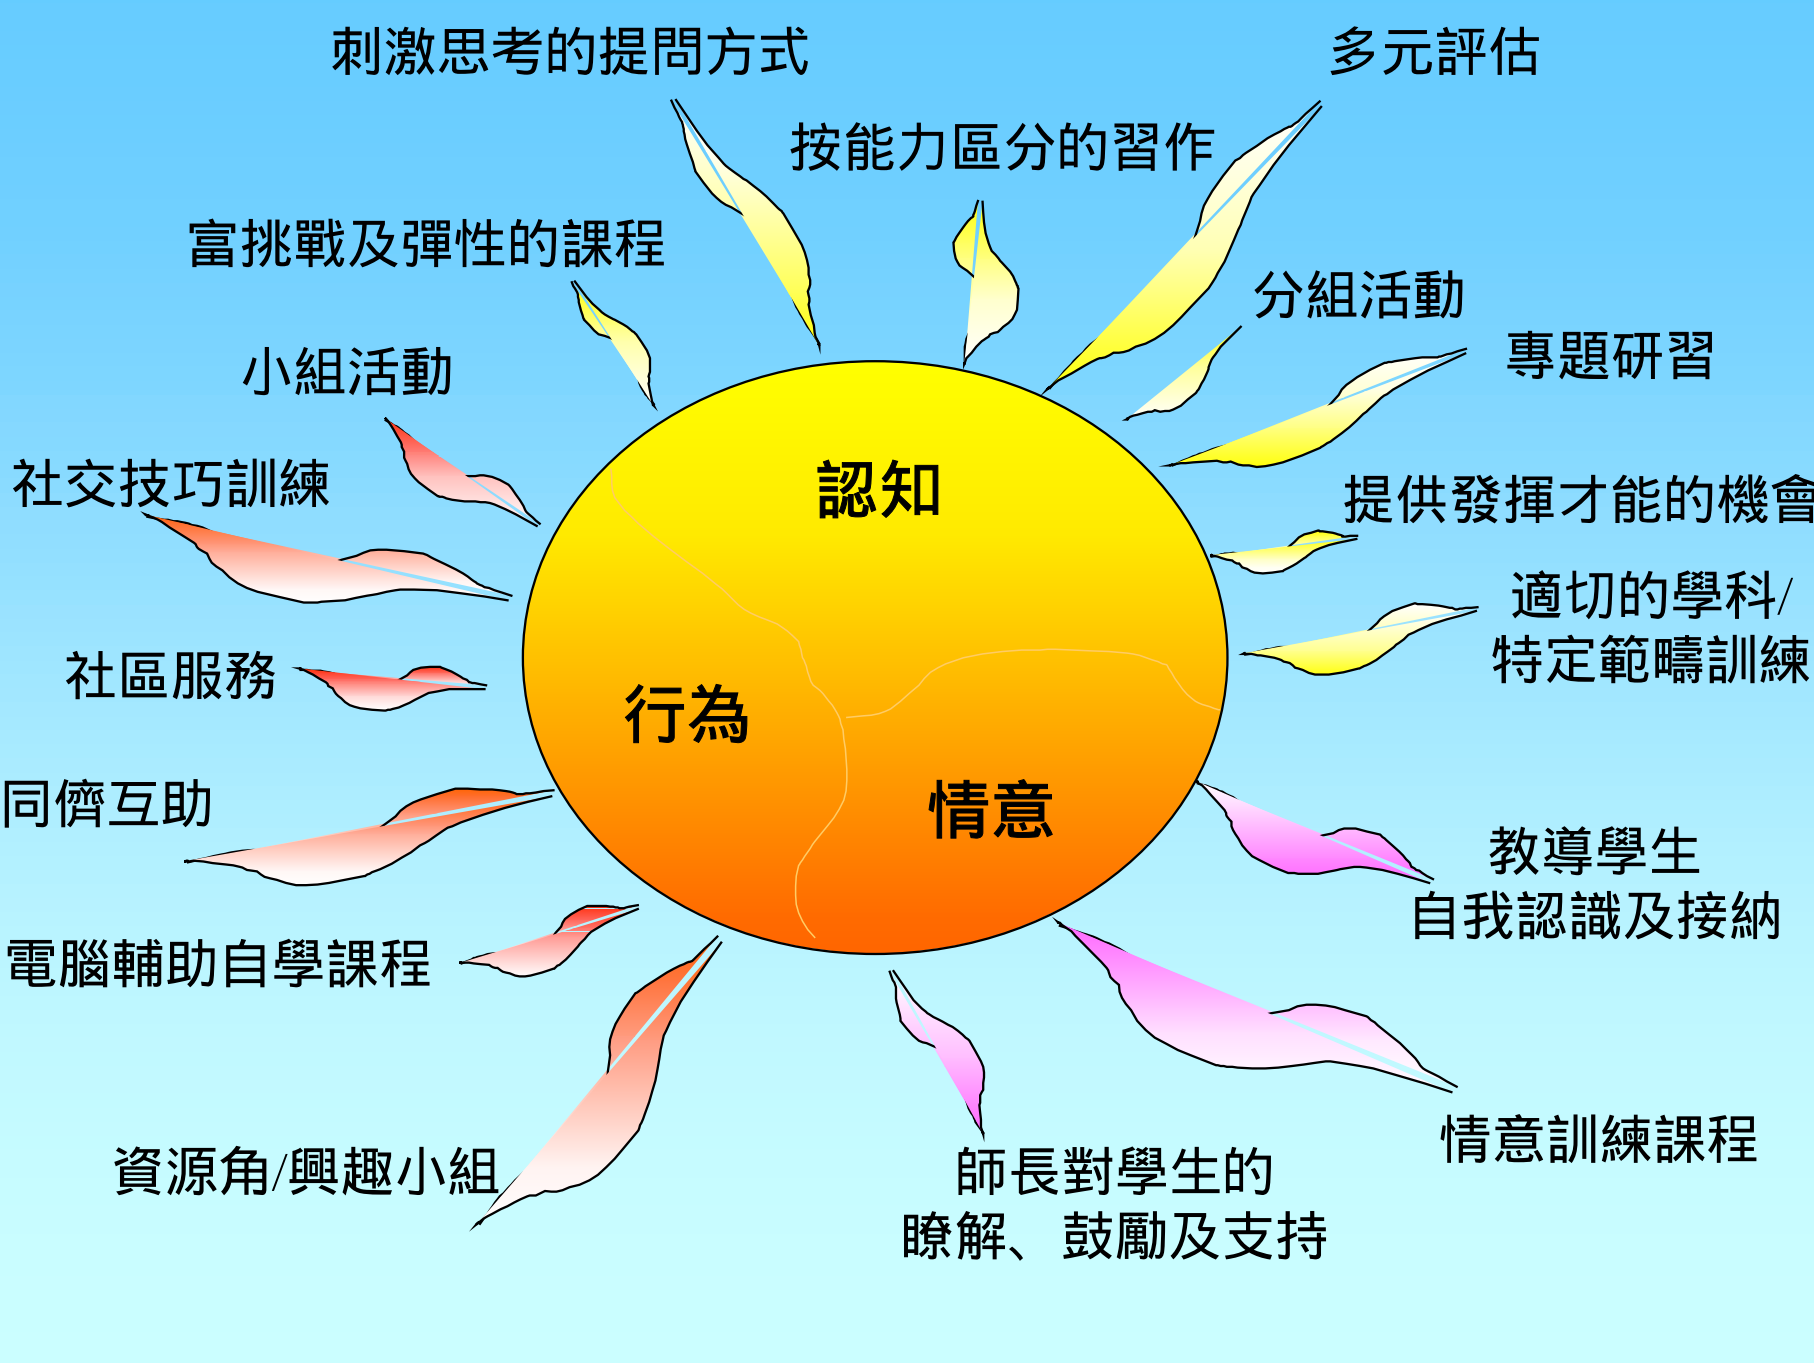 刺激思考的提問方式
多元評估
按能力區分的習作
富挑戰及彈性的課程
分組活動
專題研習
小組活動
社交技巧訓練
認知
提供發揮才能的機會
適切的學科/
特定範疇訓練
社區服務
行為
同儕互助
情意
教導學生
自我認識及接納
電腦輔助自學課程
情意訓練課程
資源角/興趣小組
師長對學生的
瞭解、鼓勵及支持